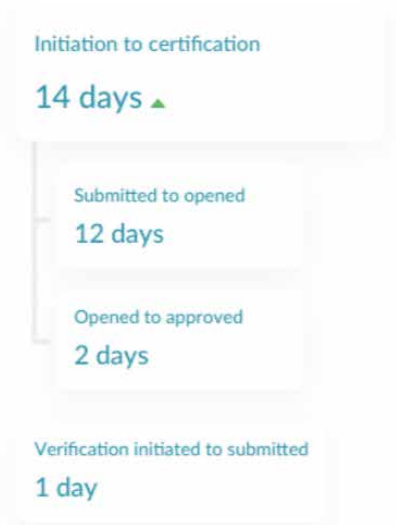 Initiation to certification
14 days
Submitted to opened
12 days
Opened to approved
2 days
Verification initiated to submitted
1 day